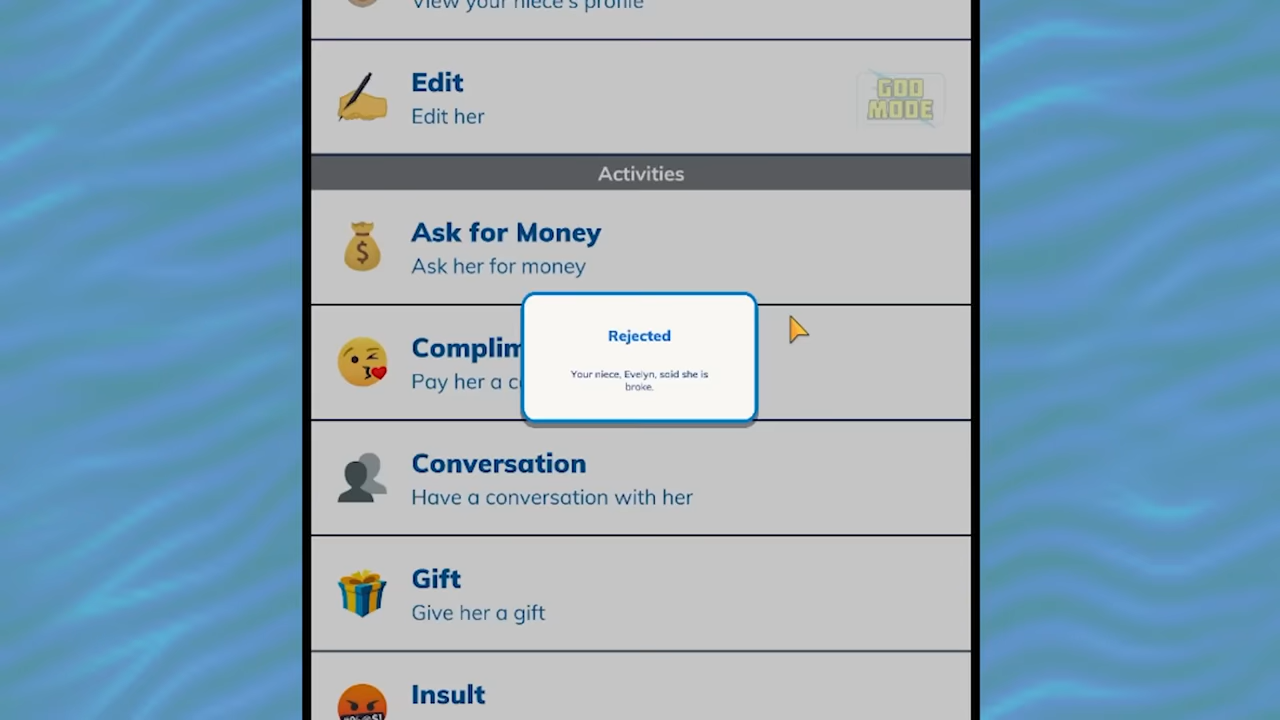 View your niece's profile
Edit
Edit her
GOD
MODE
Activities
Ask for Money
Ask her for money
Rejected
Your niece, Evelyn, said she is
broke.
Complim
Pay her a c
Conversation
Have a conversation with her
Gift
Give her a gift
Insult